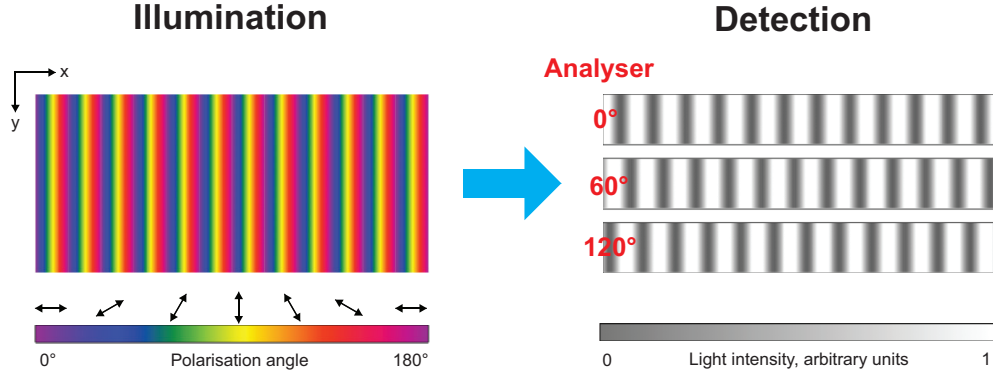 Illumination
x
y
0°
Polarisation angle
180°
Detection
Analyser
0°
60°
120°
0
Light intensity, arbitrary units
1